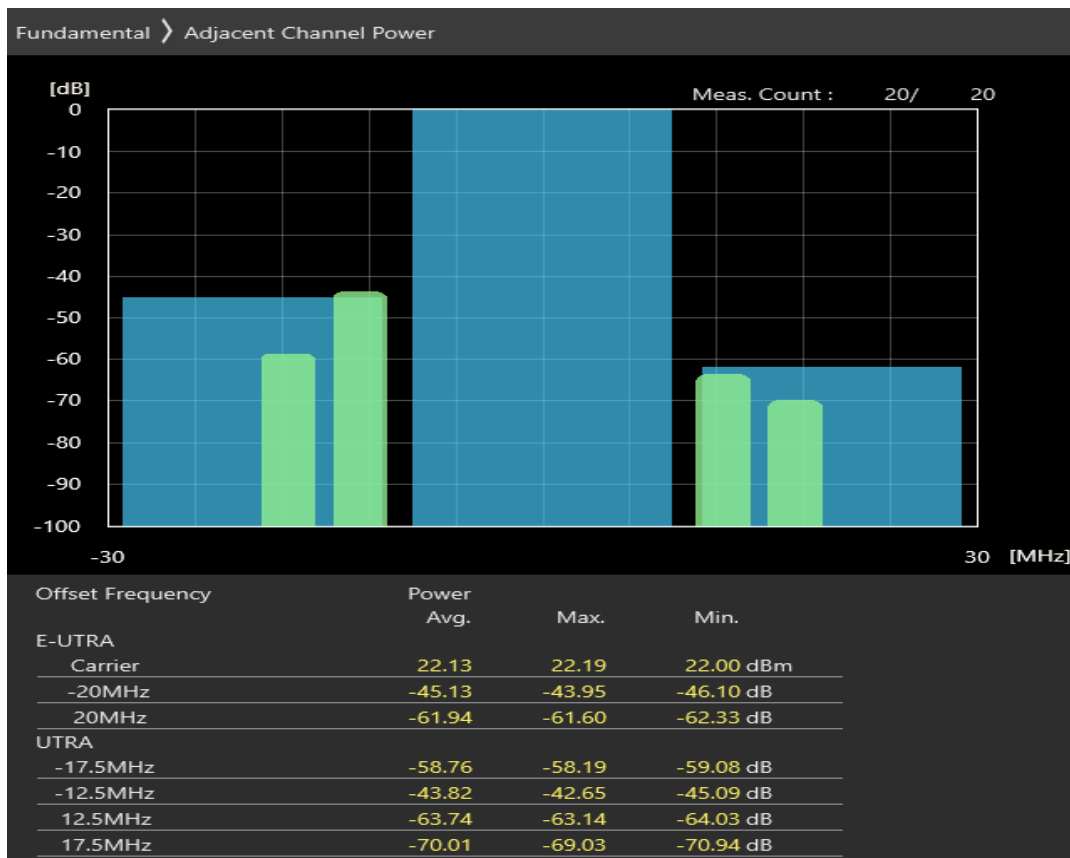 Fundamental 〉 Adjacent Channel Power
[dB]
Meas. Count : 20/ 20
0
-10
-20
-30
-40
-50
-60
-70
-80
-90
-100
-30 30 [MHz]
Offset Frequency Power
Avg. Max. Min.
E-UTRA
Carrier 22.13 22.19 22.00 dBm
-20MHz -45.13 -43.95 -46.10 dB
20MHz -61.94 -61.60 -62.33 dB
UTRA
-17.5MHz -58.76 -58.19 -59.08 dB
-12.5MHz -43.82 -42.65 -45.09 dB
12.5MHz -63.74 -63.14 -64.03 dB
17.5MHz -70.01 -69.03 -70.94 dB